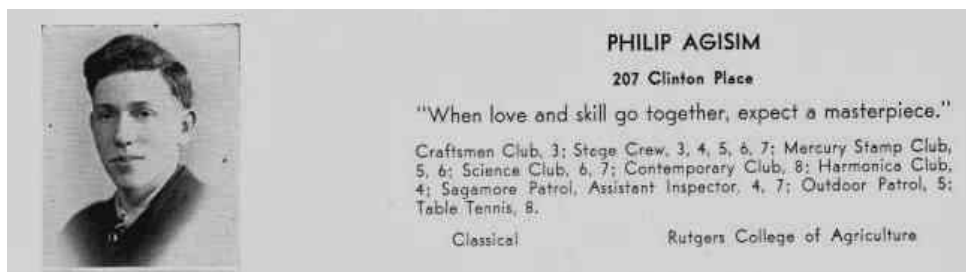 PHILIP AGISIM
207 Clinton Place
"When love and skill go together, expect a masterpiece."
Craftsmen Club, 3; Stage Crew, 3, 4, 5, 6, 7; Mercury Stamp Club,
5, 6; Science Club, 6, 7; Contemporary Club, 8; Harmonica Club,
4; Sagamore Patrol, Assistant Inspector, 4, 7; Outdoor Patrol, 5;
Table Tennis, 8.
Classical Rutgers College of Agriculture